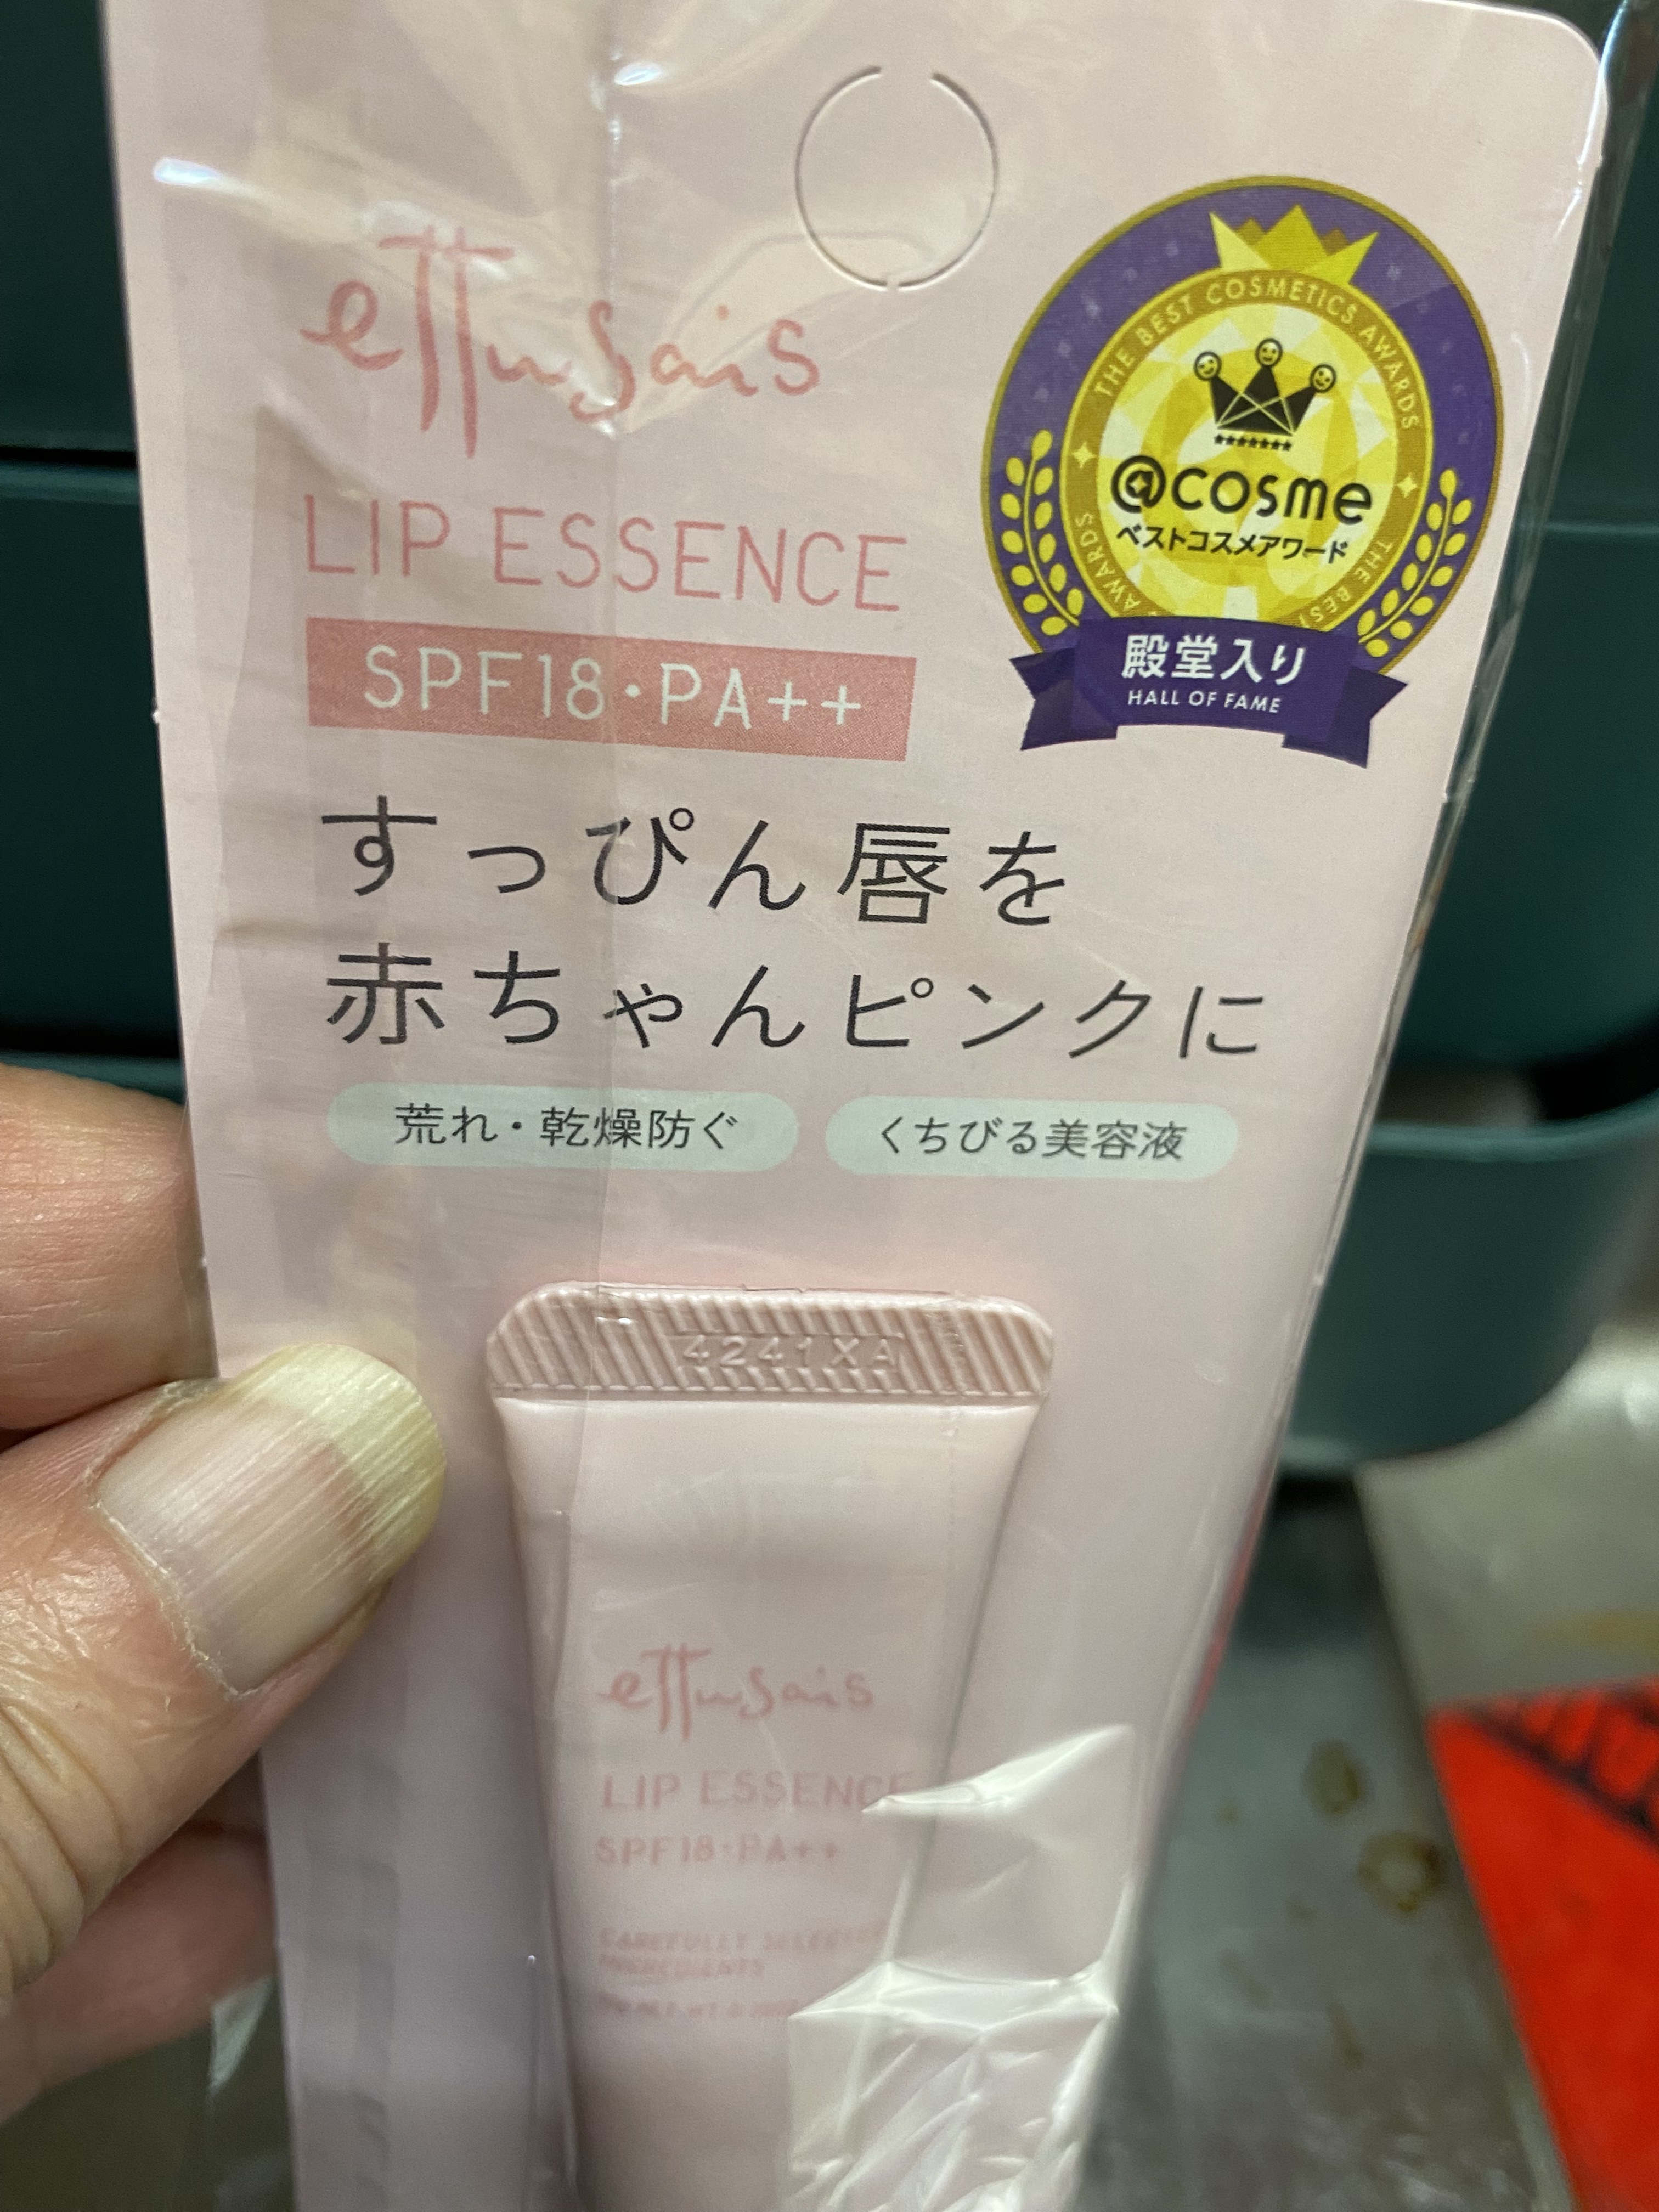 ettusais
LIP ESSENCE
SPF18・PA++
THE BEST COSMETICS AWARDS
@cosme
ベストコスメアワード
殿堂入り
HALL OF FAME
すっぴん唇を
赤ちゃんピンクに
荒れ・乾燥防ぐ
くちびる美容液
4241XA
ettusais
LIP ESSENCE
SPF18・PA++
CAREFULLY SELECTED
INGREDIENTS